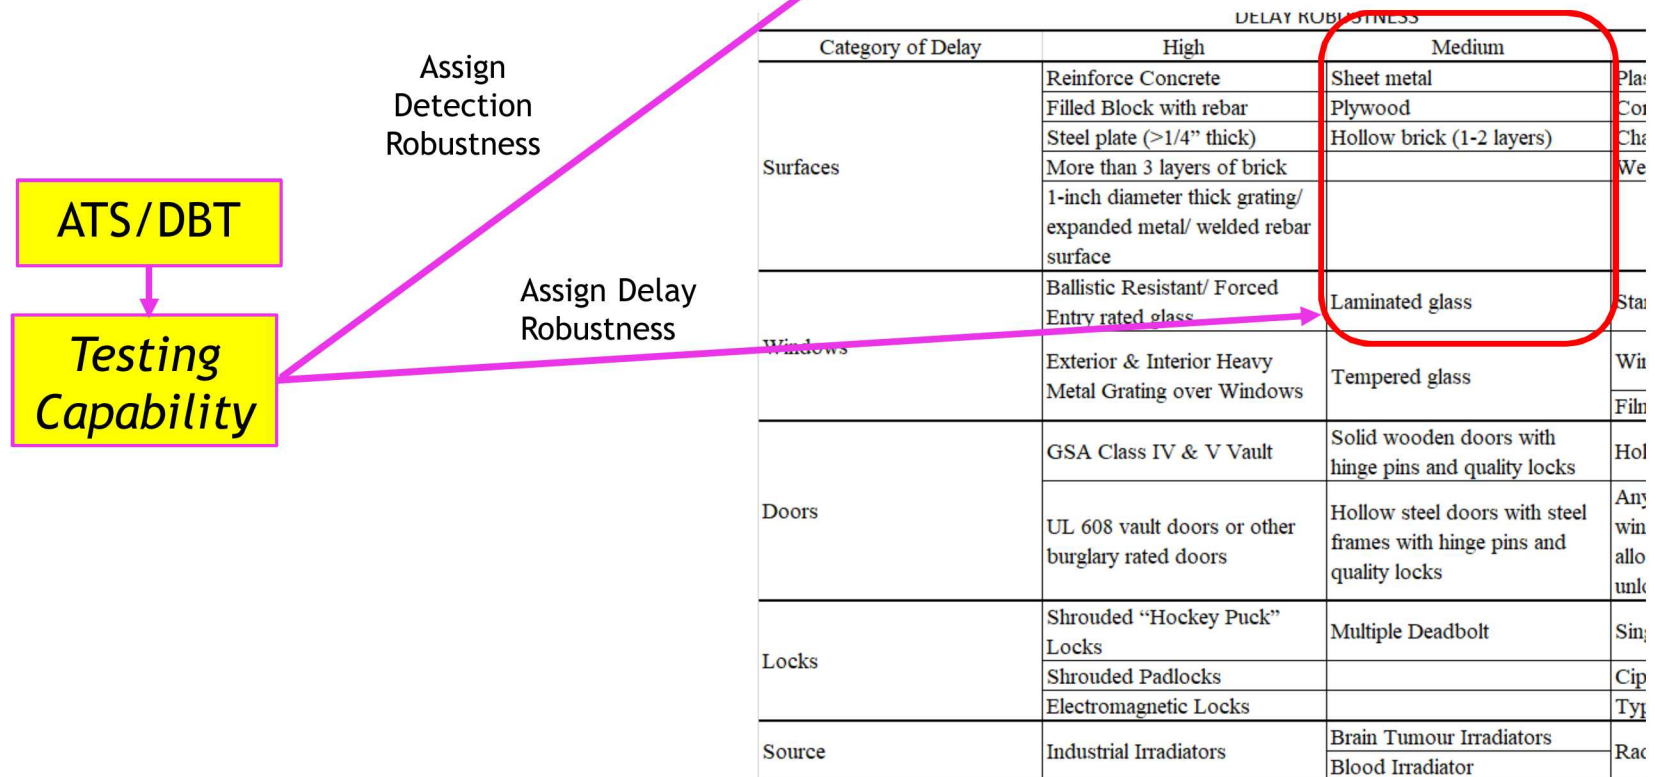 DELAY ROBUSTNESS
Assign
Detection
Robustness
ATS/DBT
Testing
Capability
Assign Delay
Robustness
Category of Delay
High
Medium
Surfaces
Reinforce Concrete
Sheet metal
Filled Block with rebar
Plywood
Steel plate (>1/4” thick)
Hollow brick (1-2 layers)
More than 3 layers of brick
1-inch diameter thick grating/
expanded metal/ welded rebar
surface
Windows
Ballistic Resistant/ Forced
Entry rated glass
Laminated glass
Exterior & Interior Heavy
Metal Grating over Windows
Tempered glass
Doors
GSA Class IV & V Vault
Solid wooden doors with
hinge pins and quality locks
UL 608 vault doors or other
burglary rated doors
Hollow steel doors with steel
frames with hinge pins and
quality locks
Locks
Shrouded “Hockey Puck”
Locks
Multiple Deadbolt
Shrouded Padlocks
Electromagnetic Locks
Source
Industrial Irradiators
Brain Tumour Irradiators
Blood Irradiator